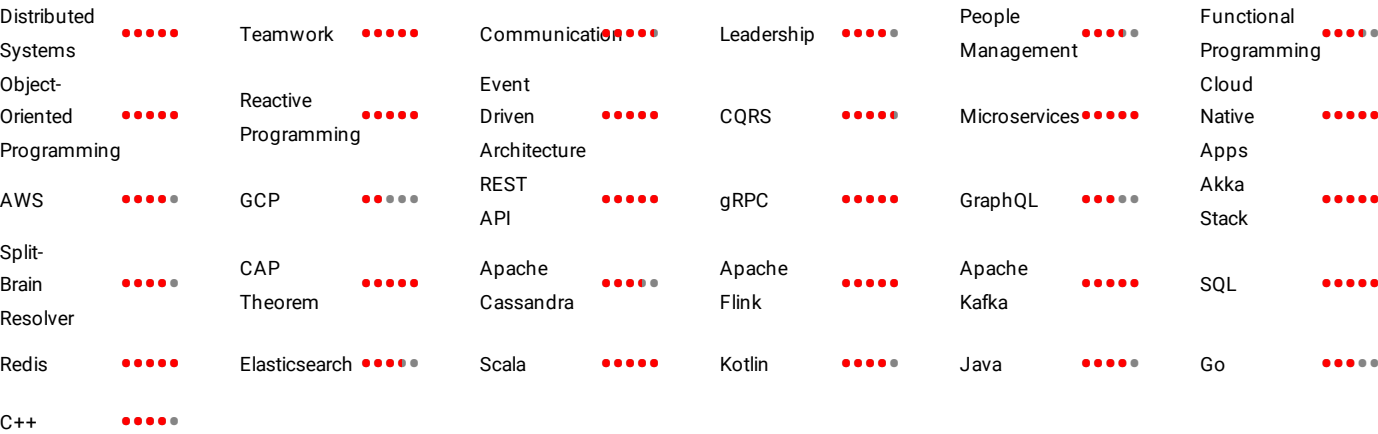 Distributed
Systems
Teamwork
Communication
Leadership
People
Management
Functional
Programming
Object-
Oriented
Programming
Reactive
Programming
Event
Driven
Architecture
CQRS
Microservices
Cloud
Native
Apps
AWS
GCP
REST
API
gRPC
GraphQL
Akka
Stack
Split-
Brain
Resolver
CAP
Theorem
Apache
Cassandra
Apache
Flink
Apache
Kafka
SQL
Redis
Elasticsearch
Scala
Kotlin
Java
Go
C++